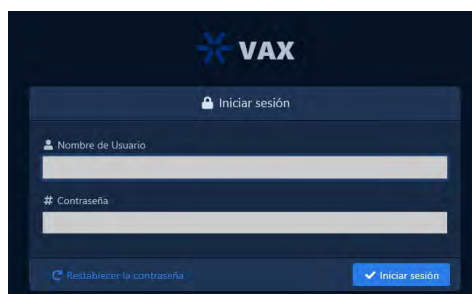 VAX
Iniciar sesión
Nombre de Usuario
# Contraseña
Restablecer la contraseña
Iniciar sesión